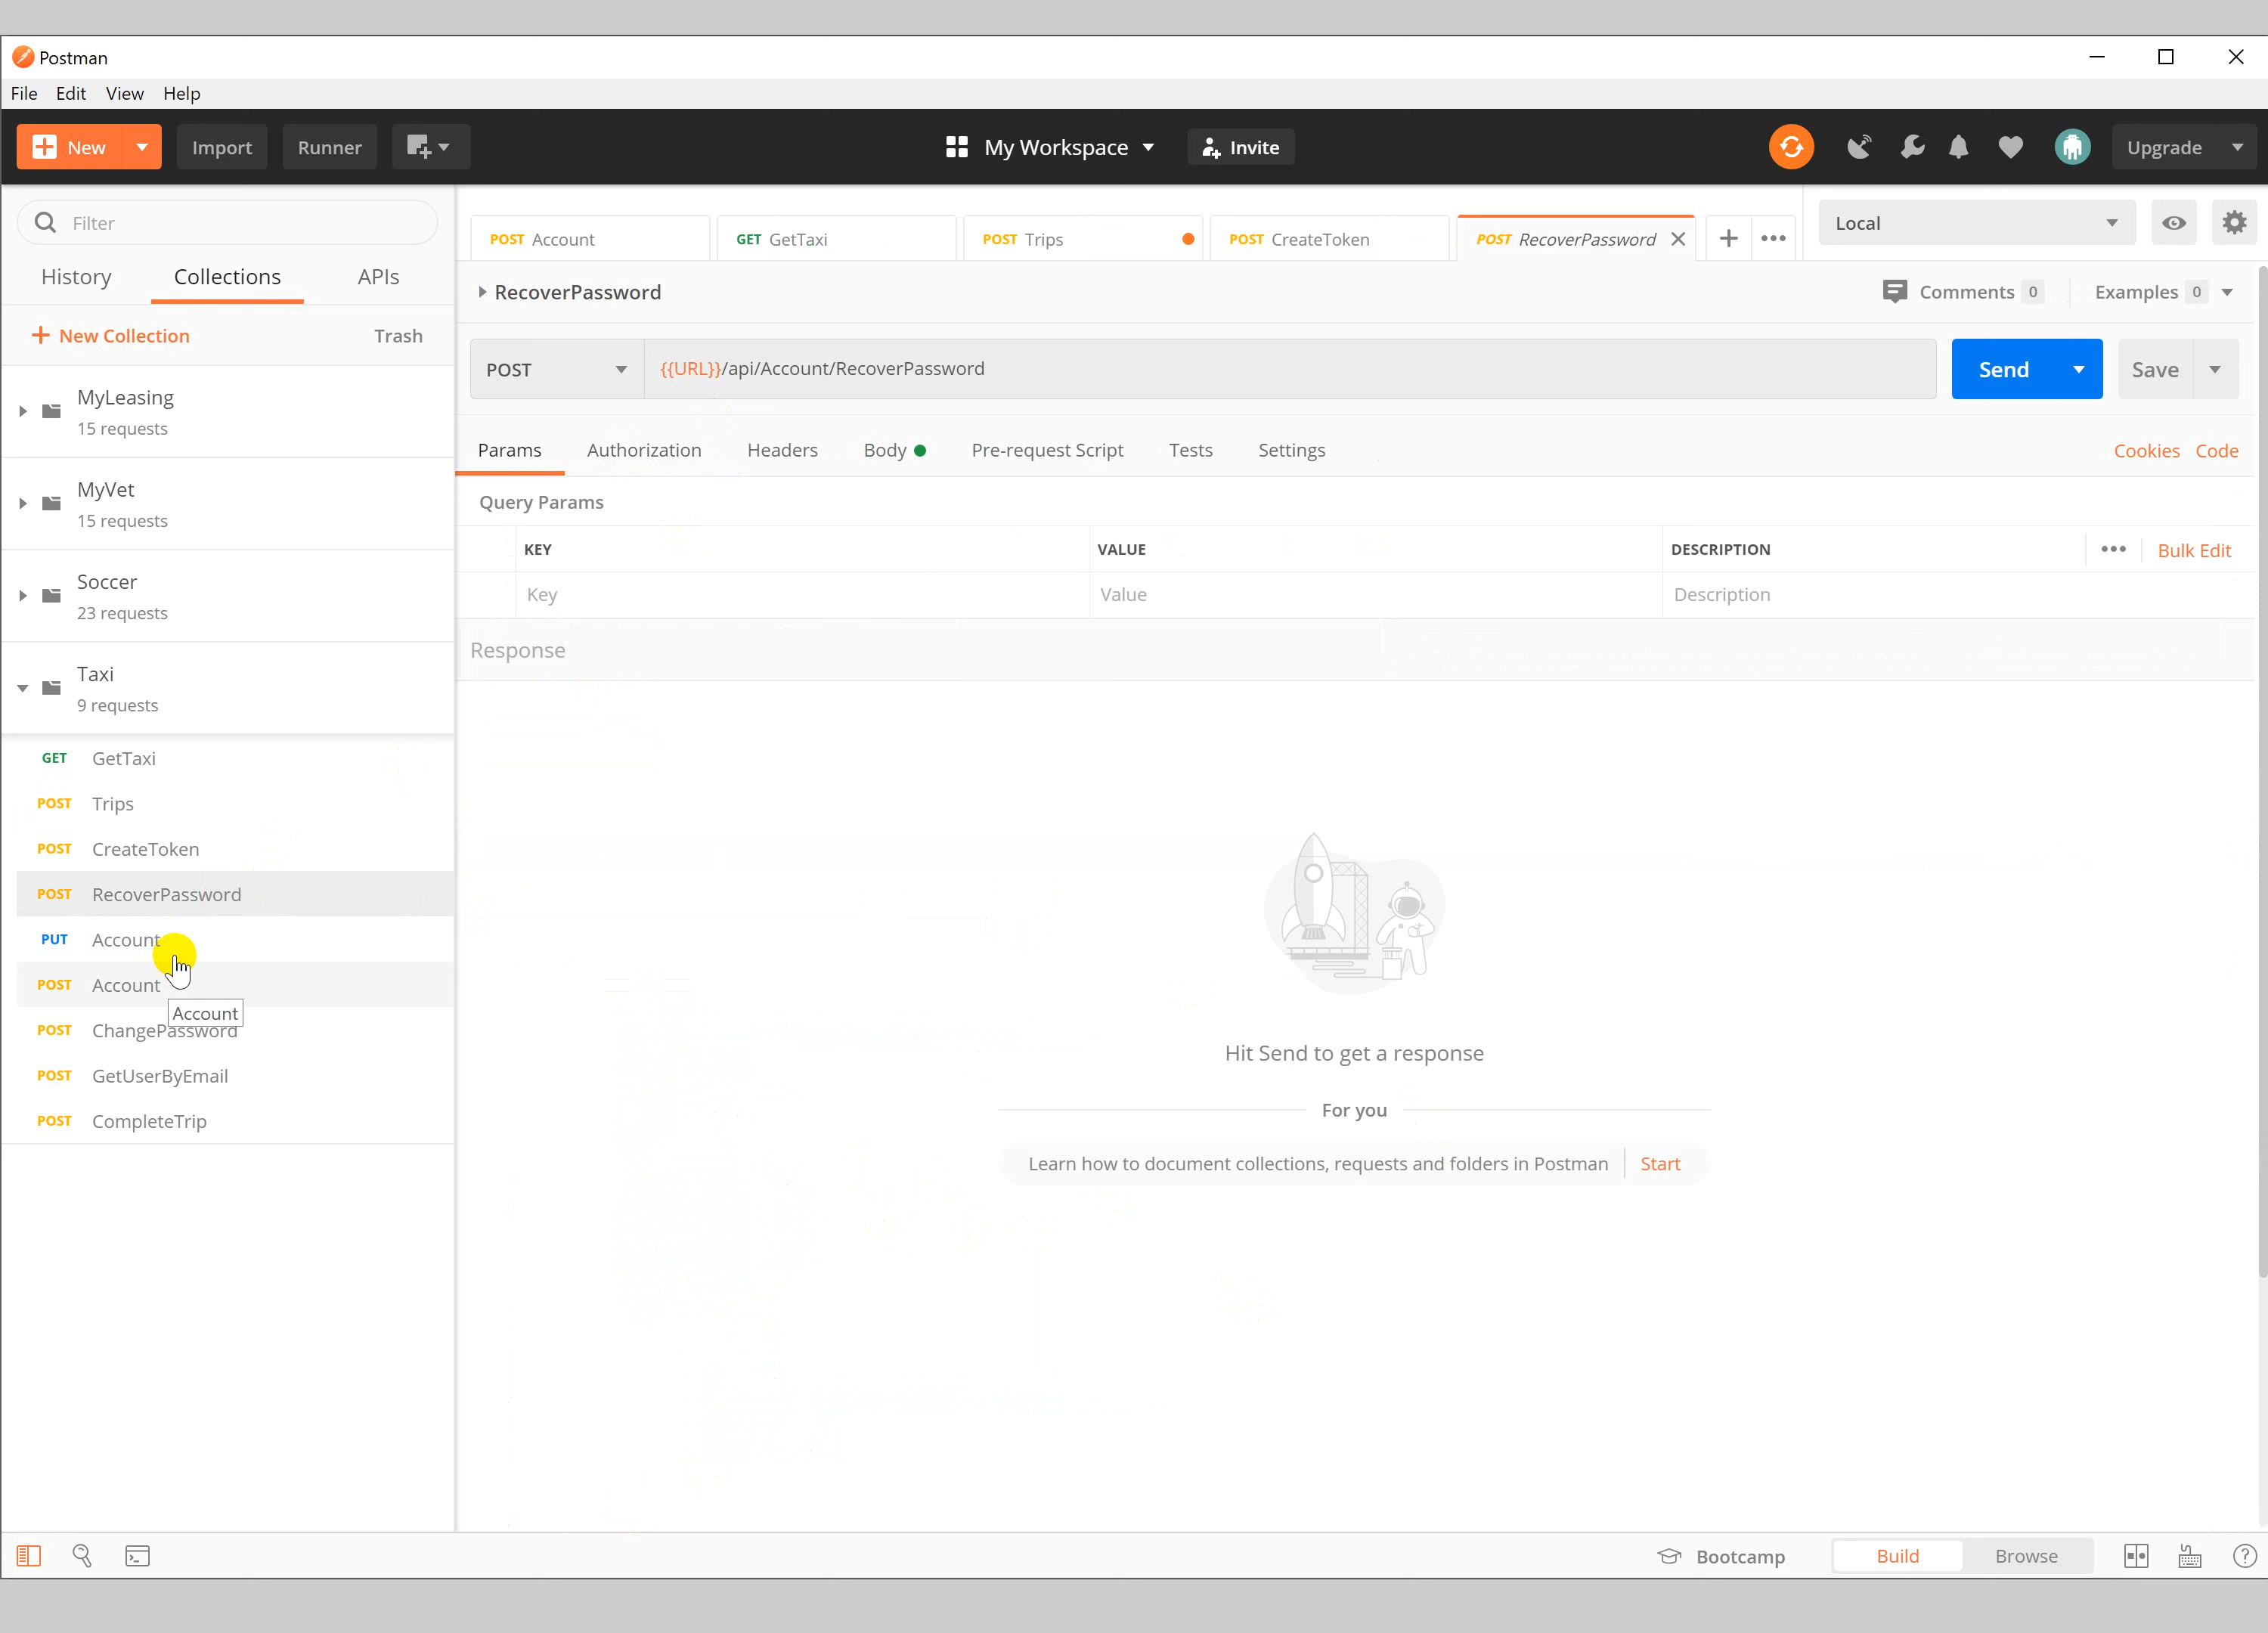 Postman
File Edit View Help
New Import Runner My Workspace Invite Upgrade
Filter
History Collections APIs
New Collection Trash
MyLeasing
15 requests
MyVet
15 requests
Soccer
23 requests
Taxi
9 requests
GET GetTaxi
POST Trips
POST CreateToken
POST RecoverPassword
PUT Account
POST Account
Account
POST ChangePassword
POST GetUserByEmail
POST CompleteTrip
POST Account GET GetTaxi POST Trips POST CreateToken POST RecoverPassword Local
RecoverPassword Comments 0 Examples 0
POST {{URL}}/api/Account/RecoverPassword Send Save
Params Authorization Headers Body Pre-request Script Tests Settings Cookies Code
Query Params
KEY VALUE DESCRIPTION Bulk Edit
Key Value Description
Response
Hit Send to get a response
For you
Learn how to document collections, requests and folders in Postman Start
Bootcamp Build Browse